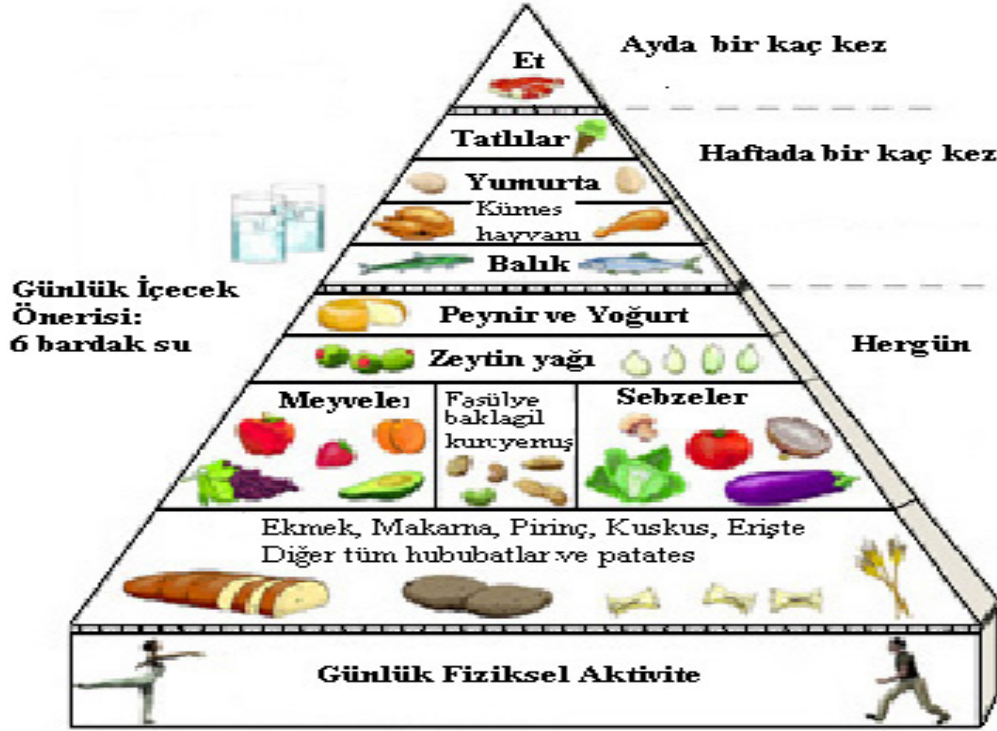 Et
Ayda bir kaç kez
Tatlılar
Haftada bir kaç kez
Yumurta
Kümes
hayvanı
Balık
Günlük İçecek
Önerisi:
6 bardak su
Peynir ve Yoğurt
Hergün
Zeytin yağı
Meyveler
Fasülye
baklagil
kuruyemuş
Sebzeler
Ekmek, Makarna, Pirinç, Kuskus, Erişte
Diğer tüm hububatlar ve patates
Günlük Fiziksel Aktivite